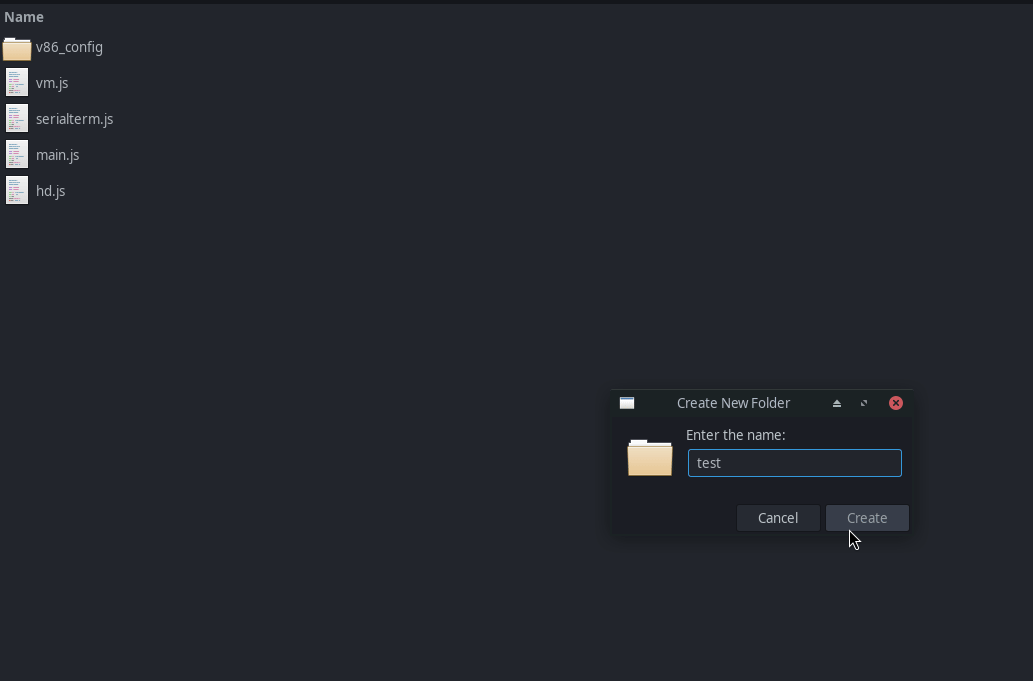 Name
v86_config
vm.js
serialterm.js
main.js
hd.js
Create New Folder
Enter the name:
test
Cancel
Create